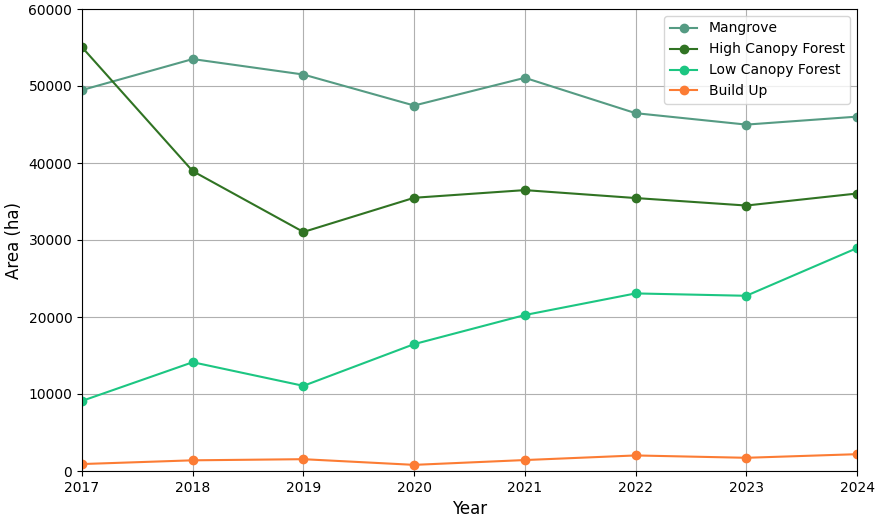 60000
50000
40000
30000
20000
10000
0
Area (ha)
Mangrove
High Canopy Forest
Low Canopy Forest
Build Up
2017 2018 2019 2020 2021 2022 2023 2024
Year